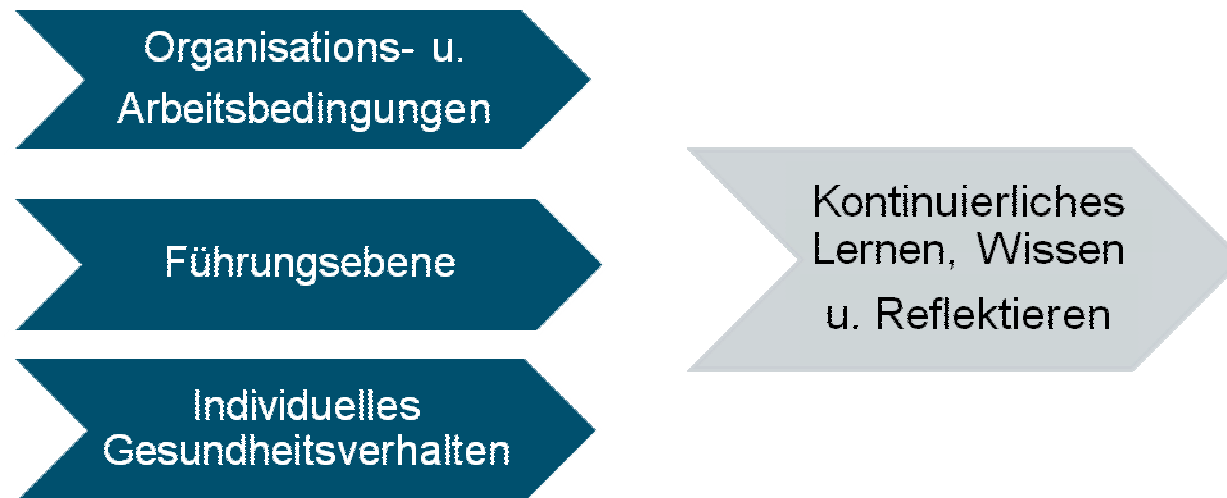 Organisations- u.
Arbeitsbedingungen
Führungsebene
Individuelles
Gesundheitsverhalten
Kontinuierliches
Lernen, Wissen
u. Reflektieren